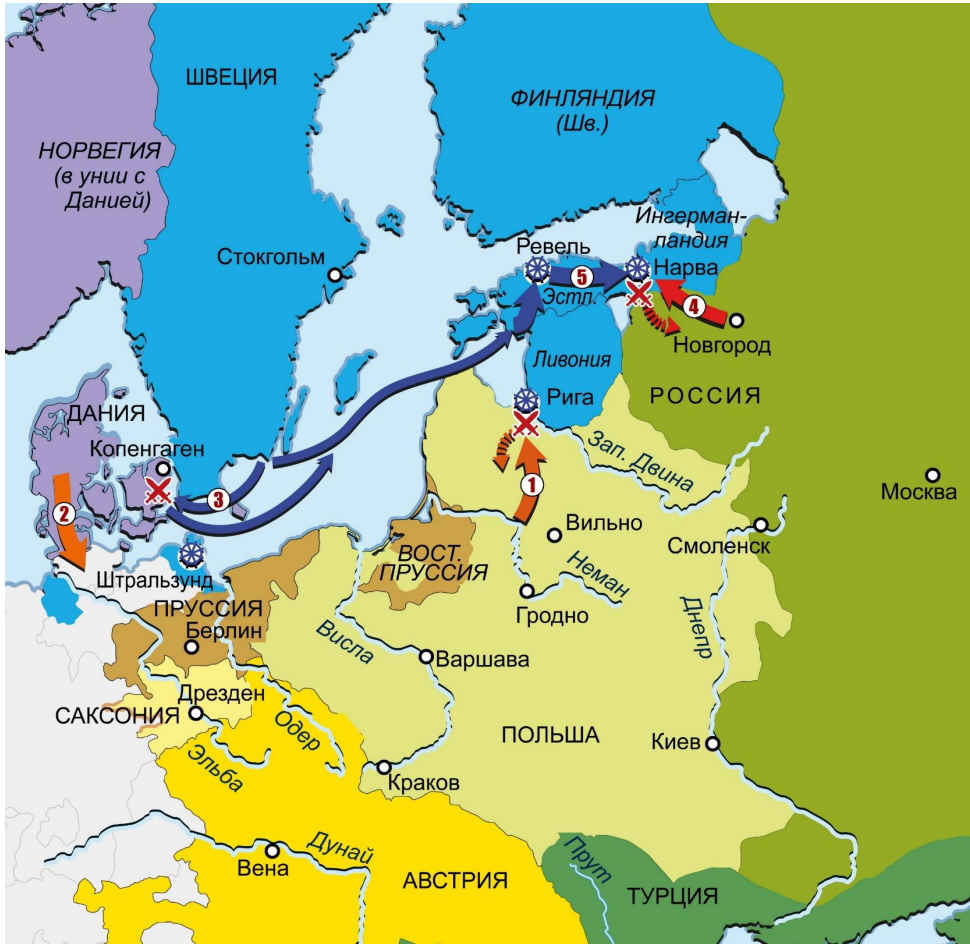 ШВЕЦИЯ
ФИНЛЯНДИЯ
(Шв.)
НОРВЕГИЯ
(в унии с
Данией)
Ингерман-
ландия
Стокгольм
Ревель
5
Нарва
Эстл.
4
Новгород
Ливония
РОССИЯ
Рига
ДАНИЯ
Копенгаген
Зап. Двина
3
1
2
Москва
Вильно
Смоленск
ВОСТ.
ПРУССИЯ
Штральзунд
Неман
ПРУССИЯ
Гродно
Берлин
Висла
Днепр
Варшава
Дрезден
САКСОНИЯ
Одер
ПОЛЬША
Киев
Эльба
Краков
Дунай
Вена
Прут
АВСТРИЯ
ТУРЦИЯ